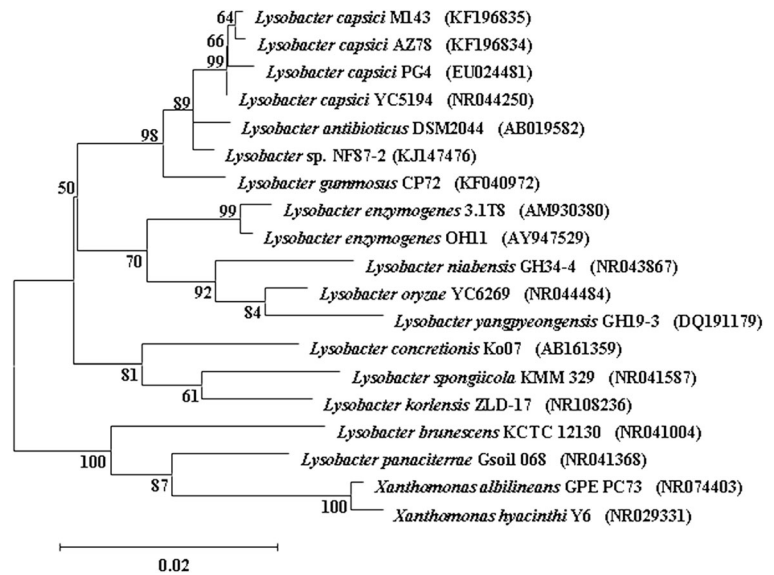 64
Lysobacter capsici M143 (KF196835)
66
Lysobacter capsici AZ78 (KF196834)
99
Lysobacter capsici PG4 (EU024481)
Lysobacter capsici YC5194 (NR044250)
89
Lysobacter antibioticus DSM2044 (AB019582)
98
Lysobacter sp. NF87-2 (KJ147476)
Lysobacter gummosus CP72 (KF040972)
50
99
Lysobacter enzymogenes 3.1T8 (AM930380)
Lysobacter enzymogenes OH11 (AY947529)
70
Lysobacter niabensis GH34-4 (NR043867)
92
Lysobacter oryzae YC6269 (NR044484)
84
Lysobacter yangpyeongensis GH19-3 (DQ191179)
Lysobacter concretionis Ko07 (AB161359)
81
Lysobacter spongiicola KMM 329 (NR041587)
61
Lysobacter korlensis ZLD-17 (NR108236)
Lysobacter brunescens KCTC 12130 (NR041004)
100
Lysobacter panaciterrae Gsoil 068 (NR041368)
87
Xanthomonas albilineans GPE PC73 (NR074403)
100
Xanthomonas hyacinthi Y6 (NR029331)
0.02